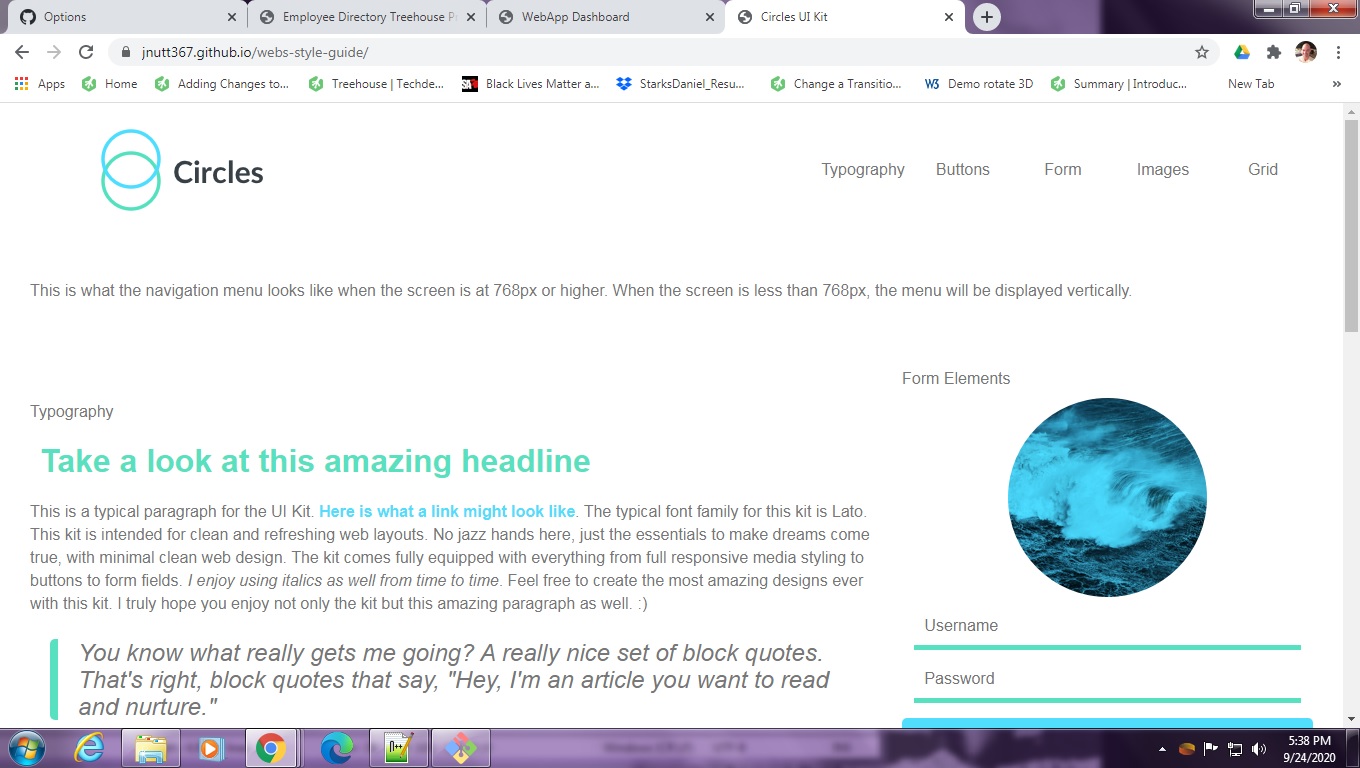 Options
Employee Directory Treehouse Pr
WebApp Dashboard
Circles UI Kit
jnutt367.github.io/webs-style-guide/
Apps
Home
Adding Changes to...
Treehouse | Techde...
Black Lives Matter a...
StarksDaniel_Resu...
Change a Transitio...
W3 Demo rotate 3D
Summary | Introduc...
New Tab
»
Circles
Typography
Buttons
Form
Images
Grid
This is what the navigation menu looks like when the screen is at 768px or higher. When the screen is less than 768px, the menu will be displayed vertically.
Typography
Take a look at this amazing headline
This is a typical paragraph for the UI Kit. Here is what a link might look like. The typical font family for this kit is Lato.
This kit is intended for clean and refreshing web layouts. No jazz hands here, just the essentials to make dreams come
true, with minimal clean web design. The kit comes fully equipped with everything from full responsive media styling to
buttons to form fields. I enjoy using italics as well from time to time. Feel free to create the most amazing designs ever
with this kit. I truly hope you enjoy not only the kit but this amazing paragraph as well. :)
You know what really gets me going? A really nice set of block quotes.
That's right, block quotes that say, "Hey, I'm an article you want to read
and nurture."
Form Elements
Username
Password
5:38 PM
9/24/2020